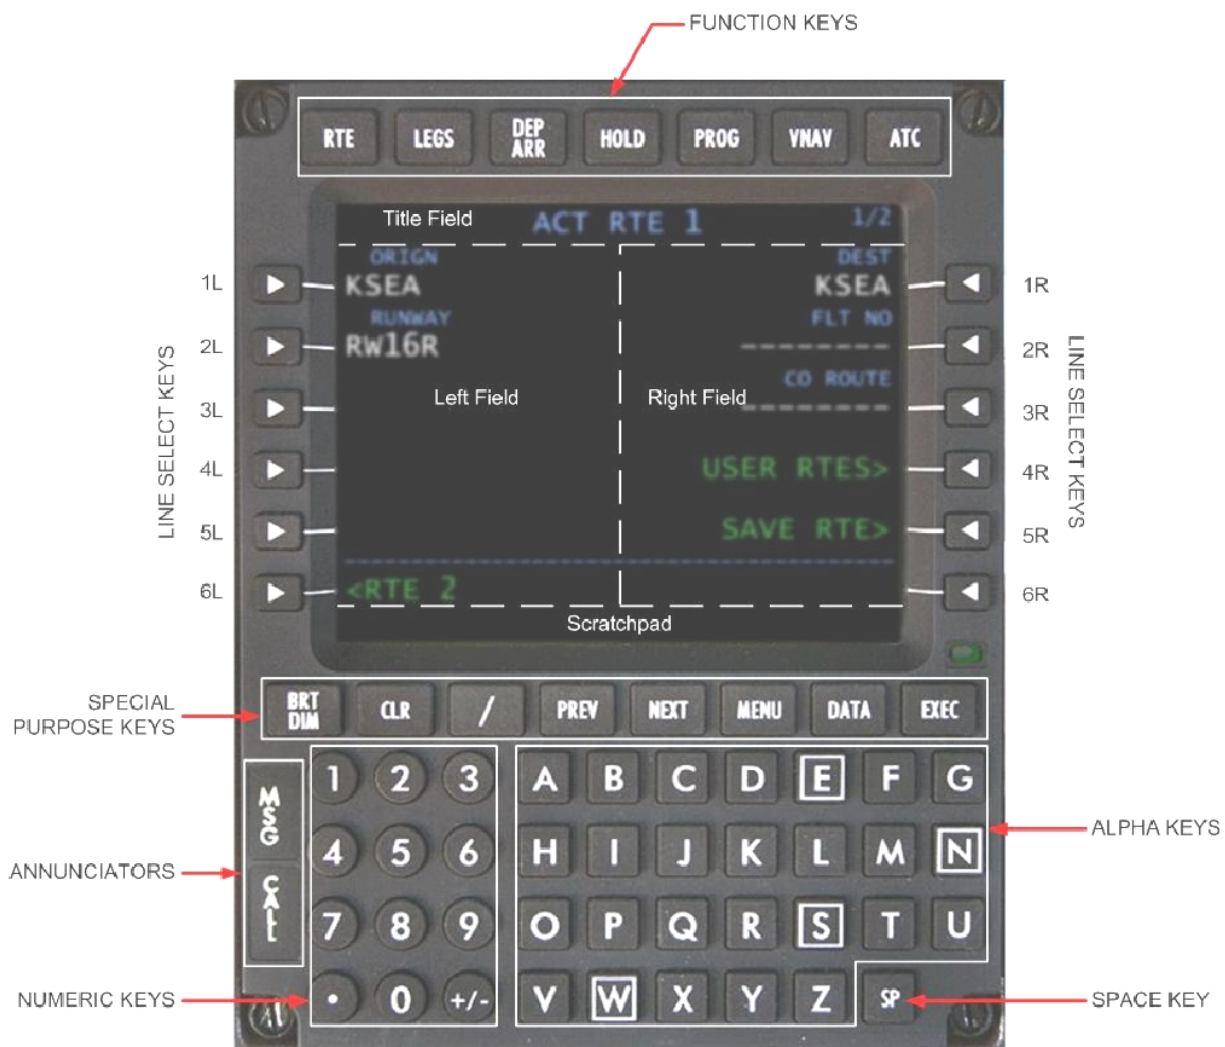 FUNCTION KEYS
RTE LEGS DEP ARR HOLD PROG VNAV ATC
Title Field ACT RTE 1 1/2
ORIGN DEST
1L KSEA KSEA 1R
RUNWAY FLT NO
2L RW16R -------- 2R
CO ROUTE
LINE SELECT KEYS
Left Field Right Field
LINE SELECT KEYS
3L -------- 3R
4L USER RTES> 4R
5L SAVE RTE> 5R
6L <RTE 2 6R
Scratchpad
SPECIAL
PURPOSE KEYS
BRT DIM CLR / PREV NEXT MENU DATA EXEC
MSG
CALL
ANNUNCIATORS
1 2 3 A B C D E F G
4 5 6 H I J K L M N
ALPHA KEYS
7 8 9 O P Q R S T U
NUMERIC KEYS
. 0 +/- V W X Y Z SP
SPACE KEY